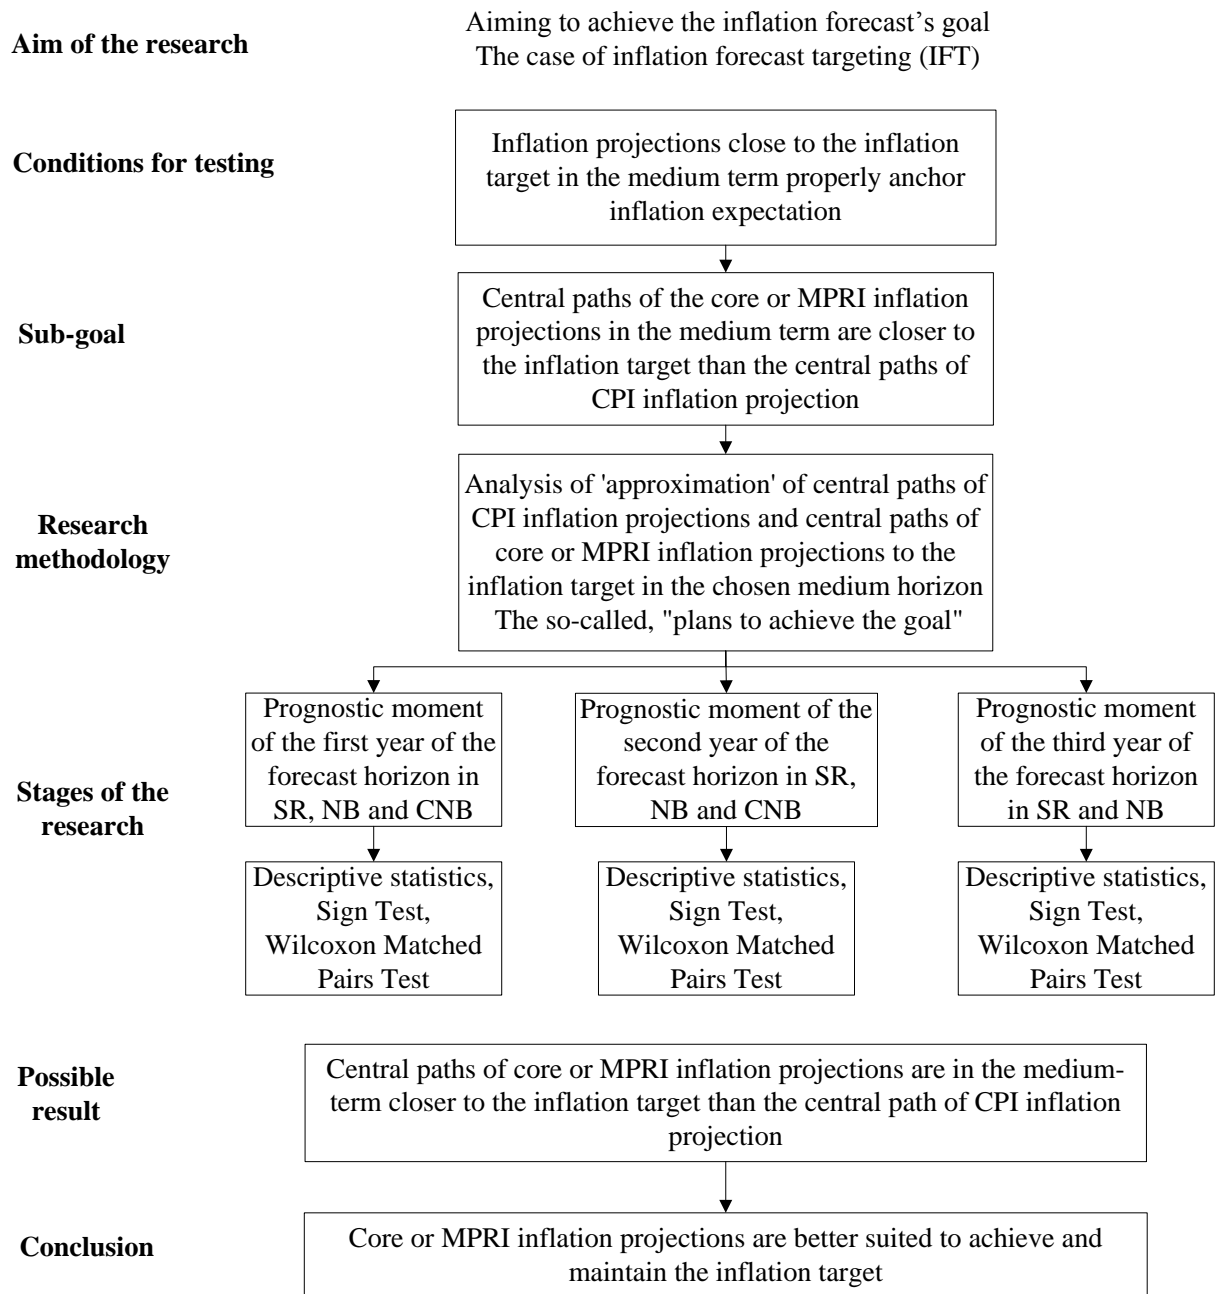 Aim of the research
Aiming to achieve the inflation forecast's goal
The case of inflation forecast targeting (IFT)
Conditions for testing
Inflation projections close to the inflation
target in the medium term properly anchor
inflation expectation
Sub-goal
Central paths of the core or MPRI inflation
projections in the medium term are closer to
the inflation target than the central paths of
CPI inflation projection
Research
methodology
Analysis of 'approximation' of central paths of
CPI inflation projections and central paths of
core or MPRI inflation projections to the
inflation target in the chosen medium horizon
The so-called, "plans to achieve the goal"
Stages of the
research
Prognostic moment
of the first year of the
forecast horizon in
SR, NB and CNB
Prognostic moment of the
second year of the
forecast horizon in SR,
NB and CNB
Prognostic moment
of the third year of
the forecast horizon
in SR and NB
Descriptive statistics,
Sign Test,
Wilcoxon Matched
Pairs Test
Descriptive statistics,
Sign Test,
Wilcoxon Matched
Pairs Test
Descriptive statistics,
Sign Test,
Wilcoxon Matched
Pairs Test
Possible
result
Central paths of core or MPRI inflation projections are in the medium-
term closer to the inflation target than the central path of CPI inflation
projection
Conclusion
Core or MPRI inflation projections are better suited to achieve and
maintain the inflation target